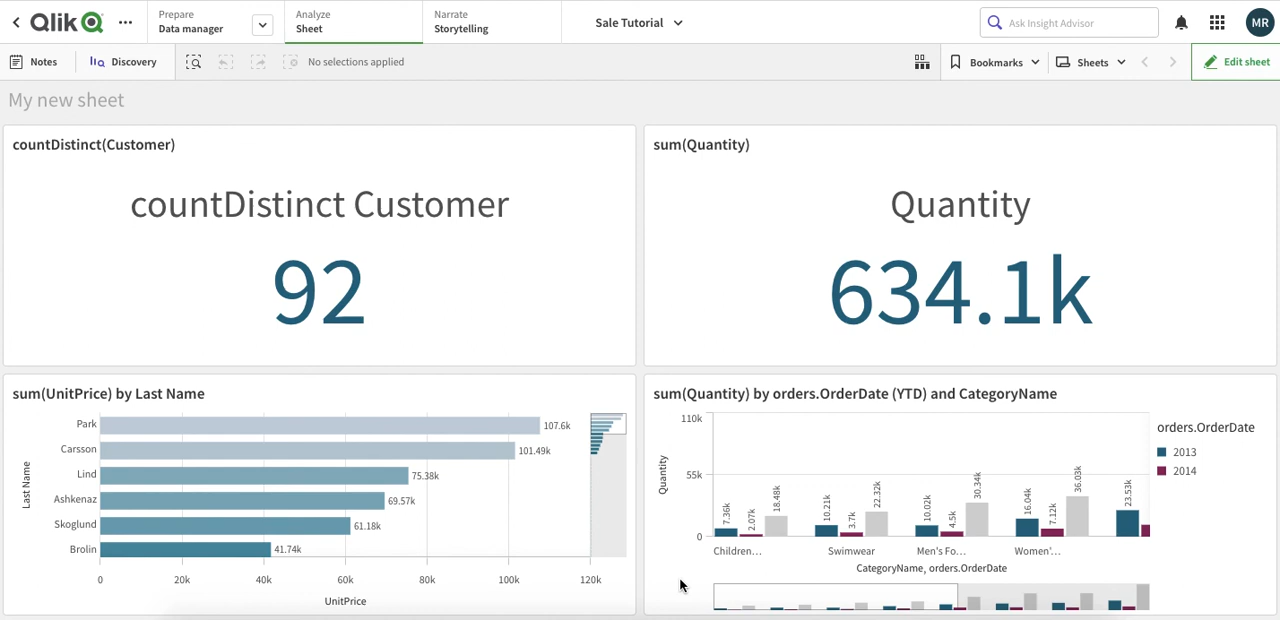 Qlik
Prepare
Data manager
Analyze
Sheet
Narrate
Storytelling
Sale Tutorial
Ask Insight Advisor
MR
Notes
Discovery
No selections applied
Bookmarks
Sheets
Edit sheet
My new sheet
countDistinct(Customer)
countDistinct Customer
92
sum(Quantity)
Quantity
634.1k
sum(UnitPrice) by Last Name
Last Name
Park
107.6k
Carsson
101.49k
Lind
75.38k
Ashkenaz
69.57k
Skoglund
61.18k
Brolin
41.74k
0 20k 40k 60k 80k 100k 120k
UnitPrice
sum(Quantity) by orders.OrderDate (YTD) and CategoryName
Quantity
110k
55k
0
7.36k 2.07k 18.48k 10.21k 3.7k 22.32k 10.02k 4.5k 30.34k 16.04k 7.12k 36.03k 23.53k
Children... Swimwear Men's Fo... Women'...
CategoryName, orders.OrderDate
orders.OrderDate
2013
2014